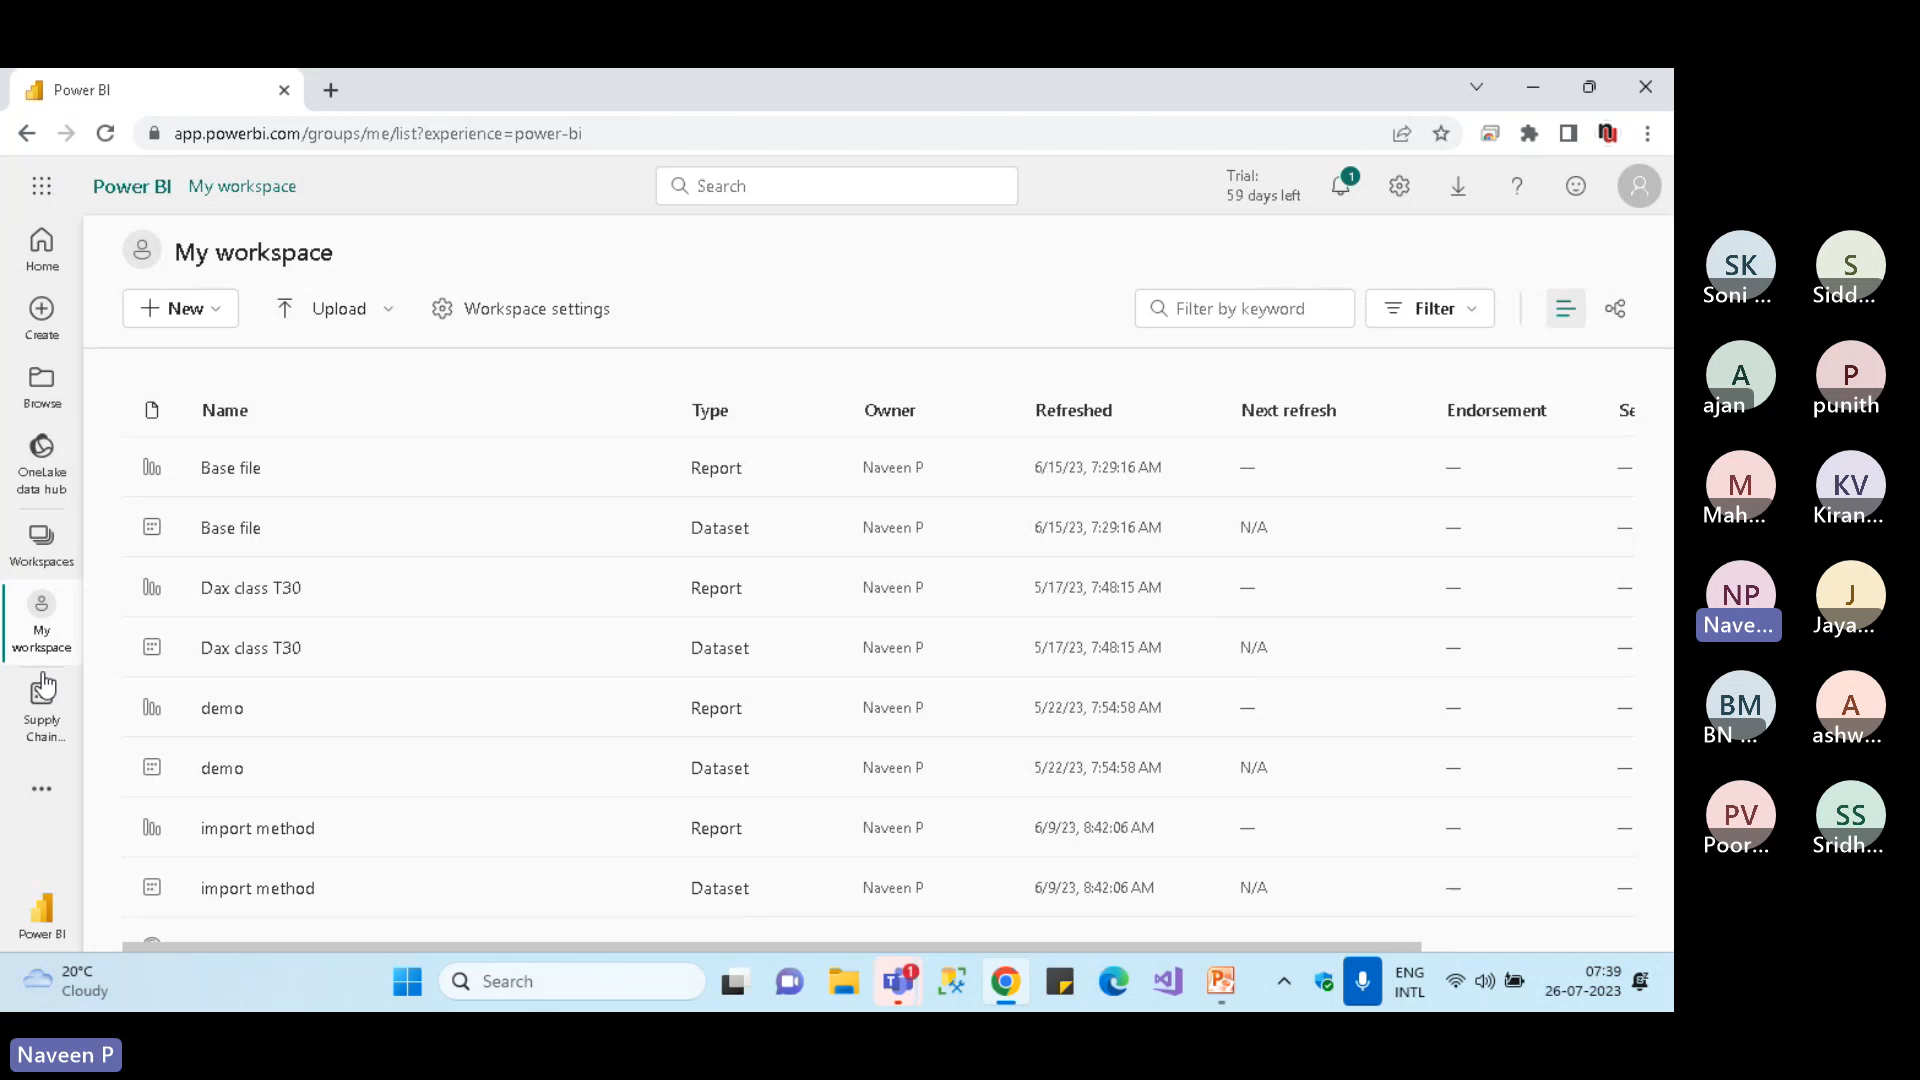 Power BI
app.powerbi.com/groups/me/list?experience=power-bi
Power BI My workspace
Search
Trial:
59 days left
1
Home
Create
Browse
OneLake
data hub
Workspaces
My
workspace
Supply
Chain...
Power BI
My workspace
New
Upload
Workspace settings
Filter by keyword
Filter
Name Type Owner Refreshed Next refresh Endorsement Se
Base file Report Naveen P 6/15/23, 7:29:16 AM — — —
Base file Dataset Naveen P 6/15/23, 7:29:16 AM N/A — —
Dax class T30 Report Naveen P 5/17/23, 7:48:15 AM — — —
Dax class T30 Dataset Naveen P 5/17/23, 7:48:15 AM N/A — —
demo Report Naveen P 5/22/23, 7:54:58 AM — — —
demo Dataset Naveen P 5/22/23, 7:54:58 AM N/A — —
import method Report Naveen P 6/9/23, 8:42:06 AM — — —
import method Dataset Naveen P 6/9/23, 8:42:06 AM N/A — —
20°C
Cloudy
Search
1
ENG
INTL
07:39
26-07-2023
SK
Soni ...
S
Sidd...
A
ajan
P
punith
M
Mah...
KV
Kiran...
NP
Nave...
J
Jaya...
BM
BN ...
A
ashw...
PV
Poor...
SS
Sridh...
Naveen P